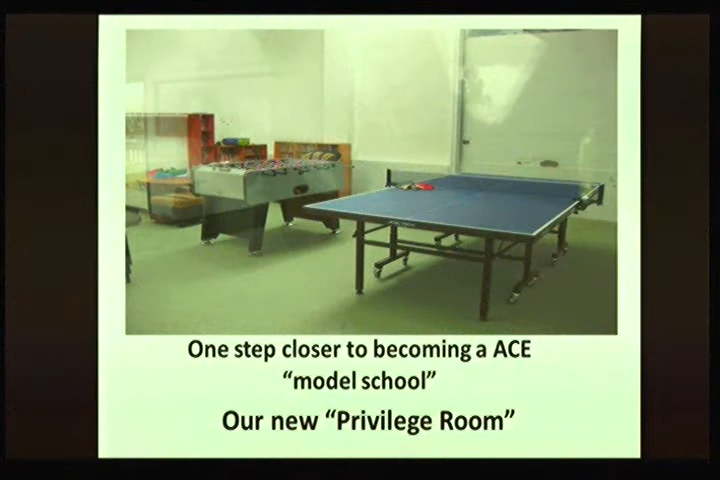 One step closer to becoming a ACE
“model school”
Our new “Privilege Room”